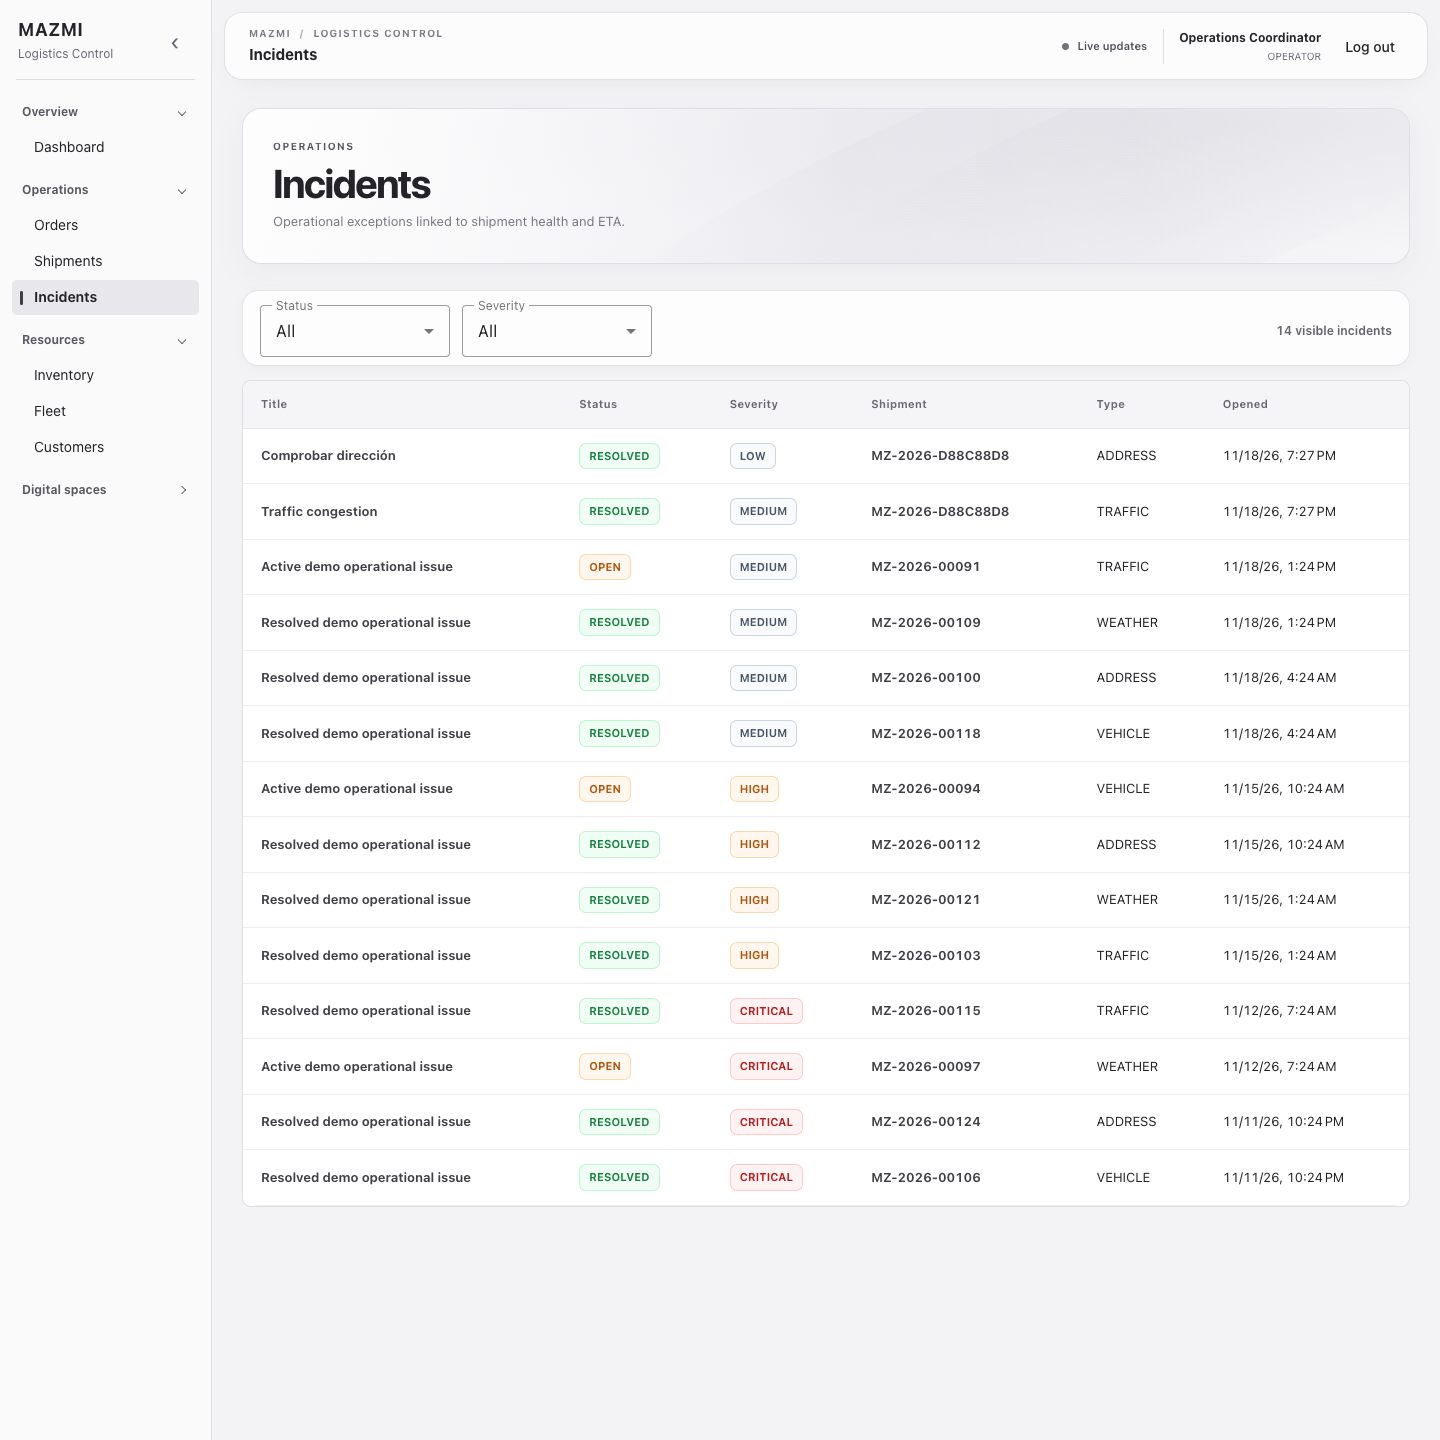 MAZMI
Logistics Control
Overview
Dashboard
Operations
Orders
Shipments
Incidents
Resources
Inventory
Fleet
Customers
Digital spaces
MAZMI / LOGISTICS CONTROL
Incidents
Live updates
Operations Coordinator
OPERATOR
Log out
OPERATIONS
Incidents
Operational exceptions linked to shipment health and ETA.
Status
All
Severity
All
14 visible incidents
Title Status Severity Shipment Type Opened
Comprobar dirección RESOLVED LOW MZ-2026-D88C88D8 ADDRESS 11/18/26, 7:27 PM
Traffic congestion RESOLVED MEDIUM MZ-2026-D88C88D8 TRAFFIC 11/18/26, 7:27 PM
Active demo operational issue OPEN MEDIUM MZ-2026-00091 TRAFFIC 11/18/26, 1:24 PM
Resolved demo operational issue RESOLVED MEDIUM MZ-2026-00109 WEATHER 11/18/26, 1:24 PM
Resolved demo operational issue RESOLVED MEDIUM MZ-2026-00100 ADDRESS 11/18/26, 4:24 AM
Resolved demo operational issue RESOLVED MEDIUM MZ-2026-00118 VEHICLE 11/18/26, 4:24 AM
Active demo operational issue OPEN HIGH MZ-2026-00094 VEHICLE 11/15/26, 10:24 AM
Resolved demo operational issue RESOLVED HIGH MZ-2026-00112 ADDRESS 11/15/26, 10:24 AM
Resolved demo operational issue RESOLVED HIGH MZ-2026-00121 WEATHER 11/15/26, 1:24 AM
Resolved demo operational issue RESOLVED HIGH MZ-2026-00103 TRAFFIC 11/15/26, 1:24 AM
Resolved demo operational issue RESOLVED CRITICAL MZ-2026-00115 TRAFFIC 11/12/26, 7:24 AM
Active demo operational issue OPEN CRITICAL MZ-2026-00097 WEATHER 11/12/26, 7:24 AM
Resolved demo operational issue RESOLVED CRITICAL MZ-2026-00124 ADDRESS 11/11/26, 10:24 PM
Resolved demo operational issue RESOLVED CRITICAL MZ-2026-00106 VEHICLE 11/11/26, 10:24 PM